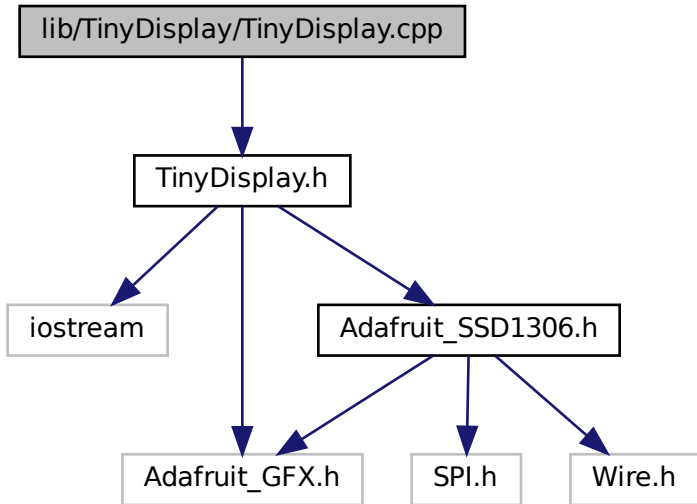 lib/TinyDisplay/TinyDisplay.cpp
TinyDisplay.h
iostream
Adafruit_SSD1306.h
Adafruit_GFX.h
SPI.h
Wire.h